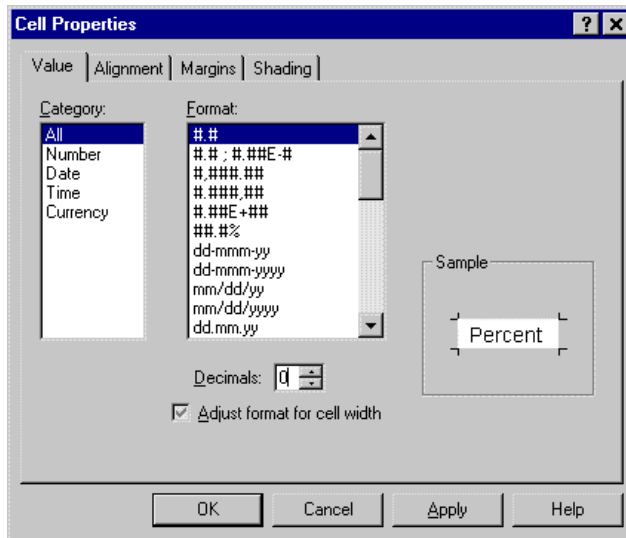 Cell Properties
Value Alignment Margins Shading
Category: Format:
All
Number
Date
Time
Currency
#.#
#.# ; #.##E-#
#,###.##
#.###,##
#.##E+##
##.#%
dd-mmm-yy
dd-mmm-yyyy
mm/dd/yy
mm/dd/yyyy
dd.mm.yy
Sample
Percent
Decimals: 0
Adjust format for cell width
OK Cancel Apply Help